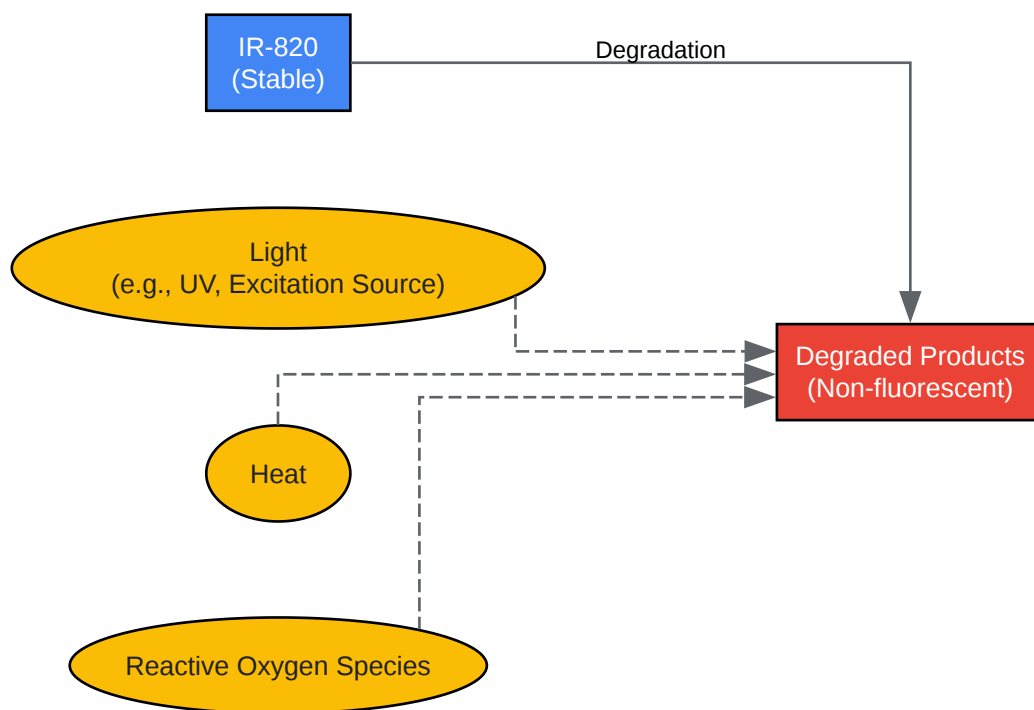 IR-820
(Stable)
Degradation
Light
(e.g., UV, Excitation Source)
Degraded Products
(Non-fluorescent)
Heat
Reactive Oxygen Species